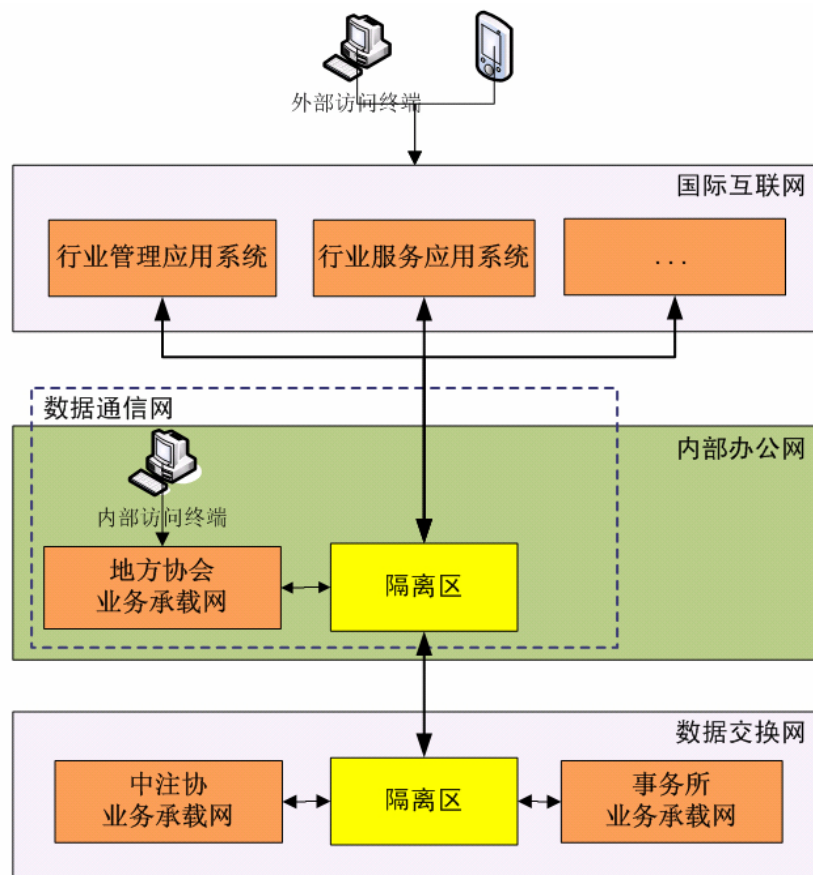 外部访问终端
国际互联网
行业管理应用系统
行业服务应用系统
...
数据通信网
内部办公网
内部访问终端
地方协会
业务承载网
隔离区
数据交换网
中注协
业务承载网
隔离区
事务所
业务承载网